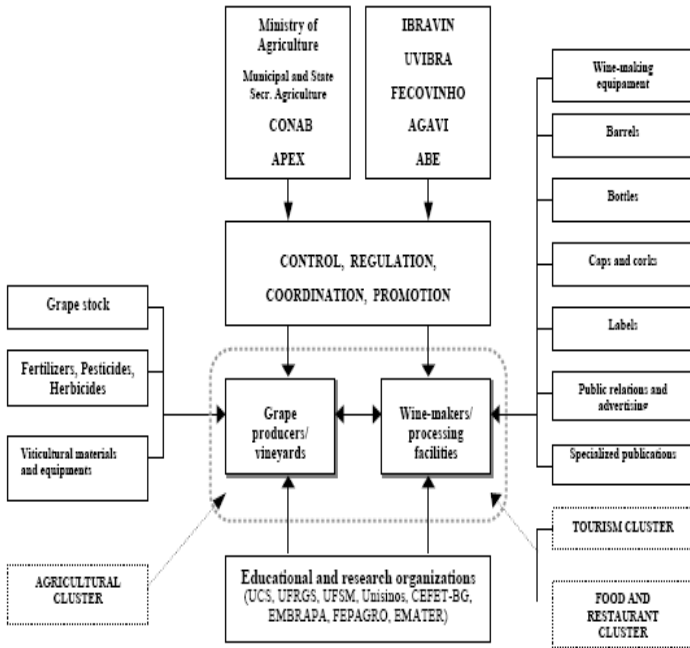 Ministry of
Agriculture
Municipal and State
Secr. Agriculture
CONAB
APEX
IBRAVIN
UVIBRA
FECOVINHO
AGAVI
ABE
Wine-making
equipament
Barrels
Bottles
Caps and corks
Labels
Public relations and
advertising
Specialized publications
CONTROL, REGULATION,
COORDINATION, PROMOTION
Grape stock
Fertilizers, Pesticides,
Herbicides
Viticultural materials
and equipments
Grape
producers/
vineyards
Wine-makers/
processing
facilities
AGRICULTURAL
CLUSTER
Educational and research organizations
(UCS, UFRGS, UFSM, Unisinos, CEFET-BG,
EMBRAPA, FEPAGRO, EMATER)
TOURISM CLUSTER
FOOD AND
RESTAURANT
CLUSTER